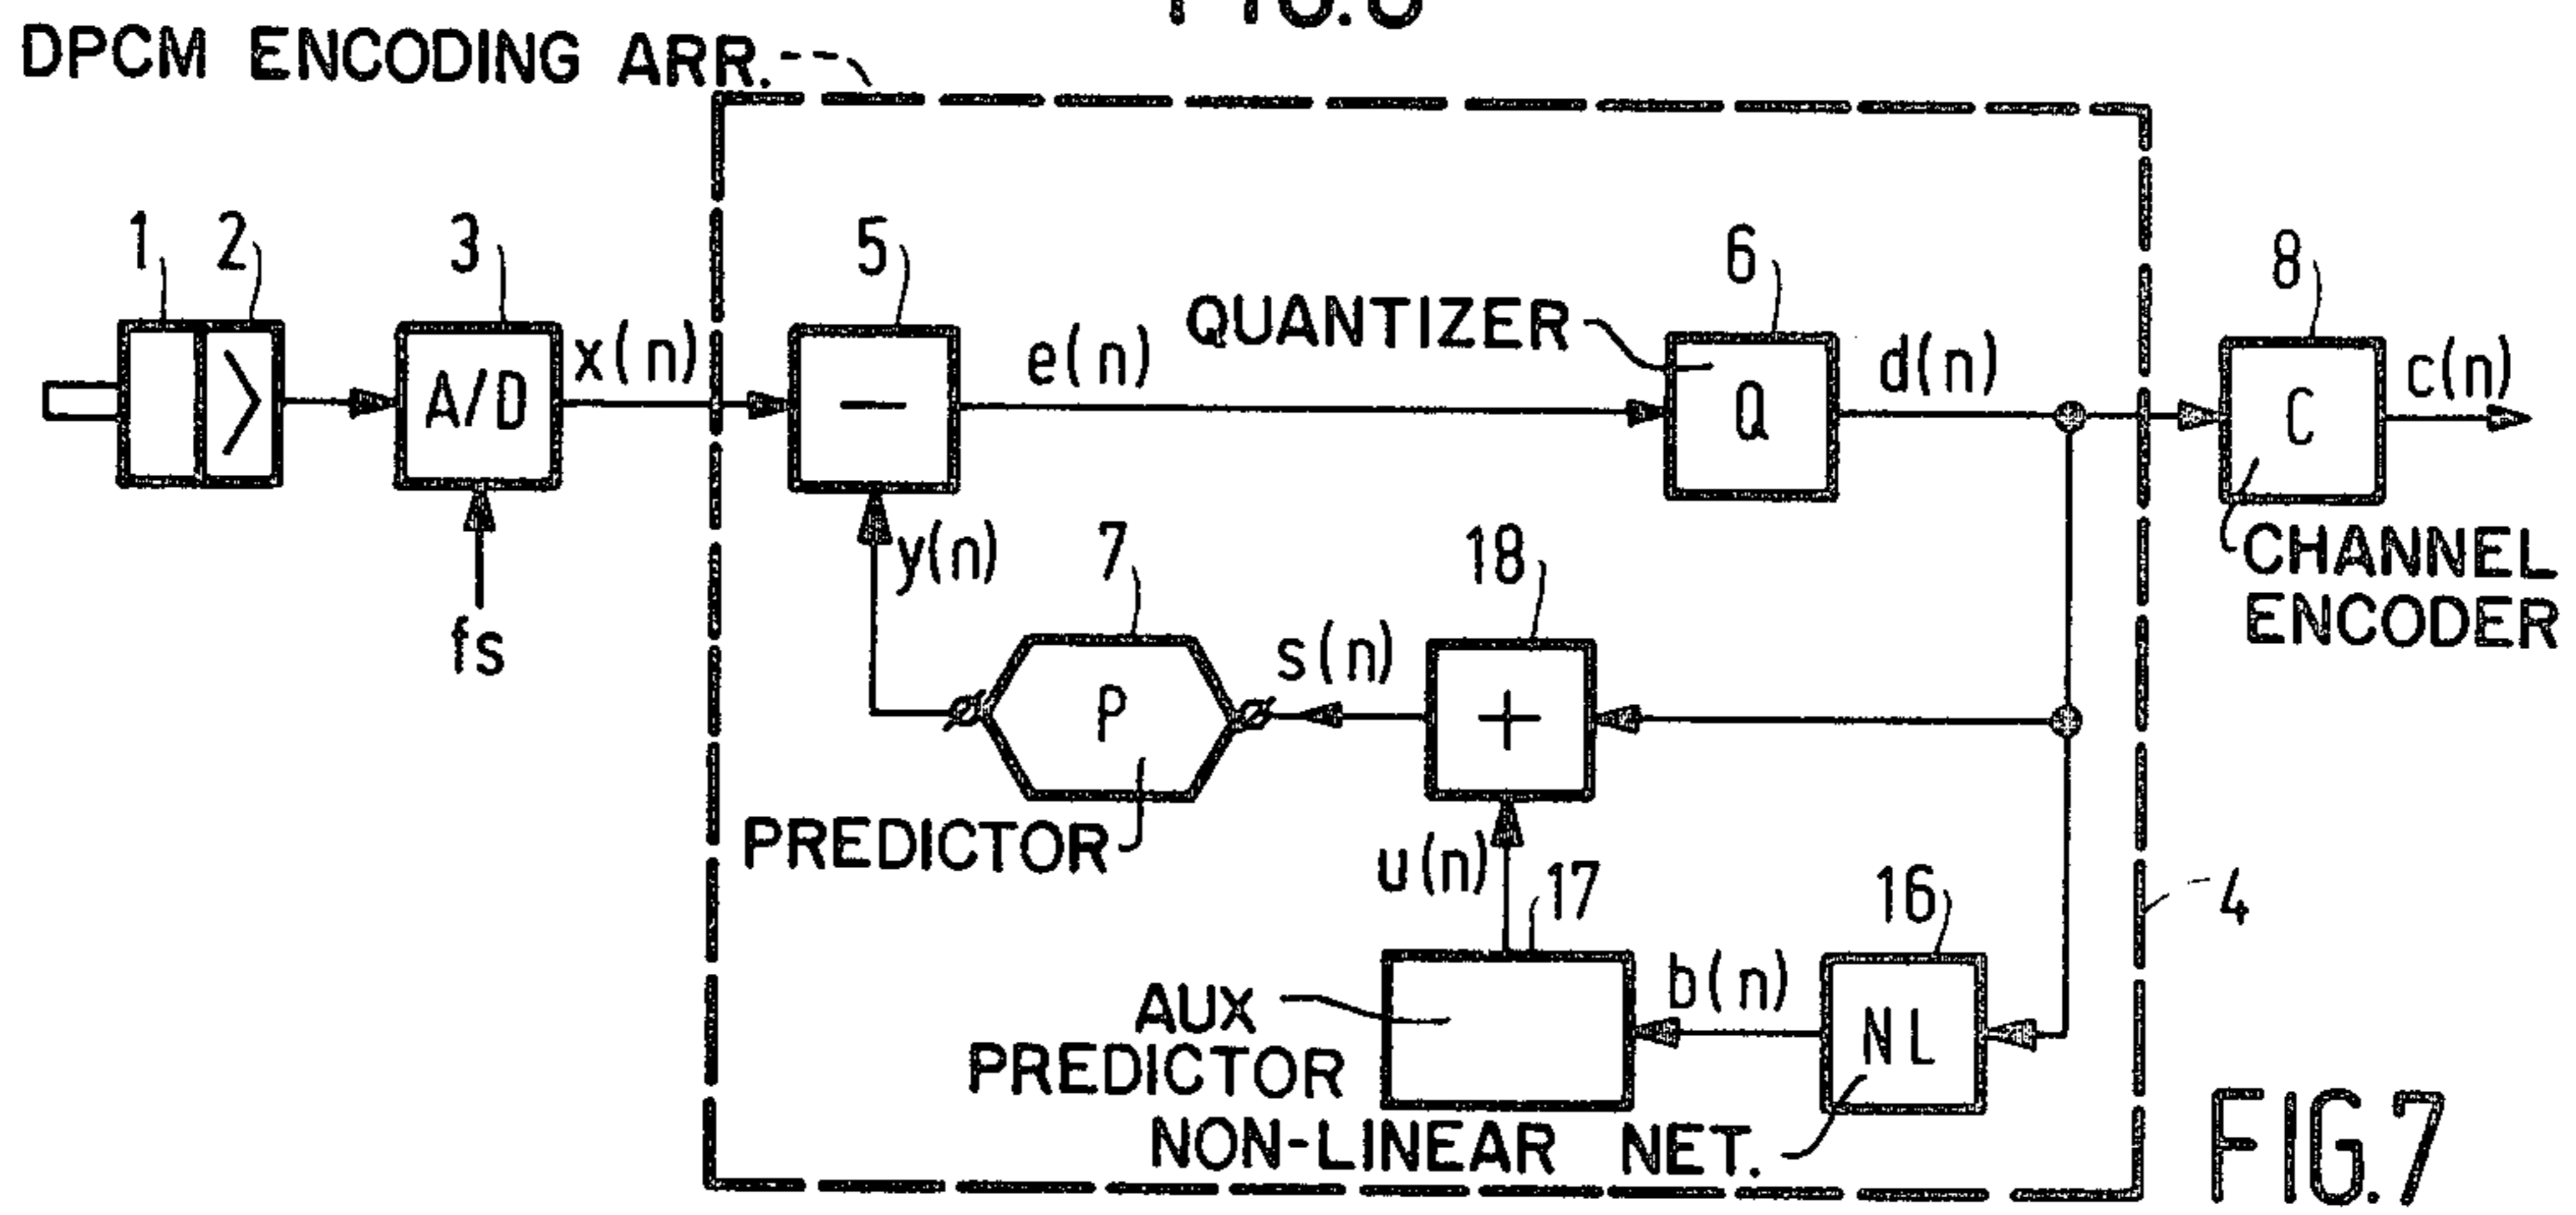 DPCM ENCODING ARR.
1 2 3 5 6 8
QUANTIZER
> A/D x(n) - e(n) Q d(n) C c(n)
fs
y(n) 7 18
CHANNEL
ENCODER
P s(n) +
PREDICTOR
u(n) 17 16 4
AUX
PREDICTOR
b(n) NL
NON-LINEAR NET.
FIG.7